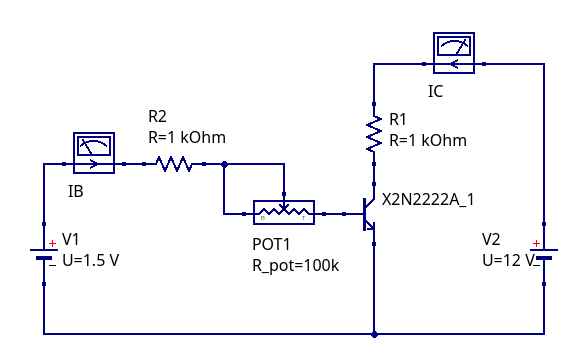 IC
R2
R=1 kOhm
R1
R=1 kOhm
IB
X2N2222A_1
B
T
V1
U=1.5 V
POT1
R_pot=100k
V2
U=12 V